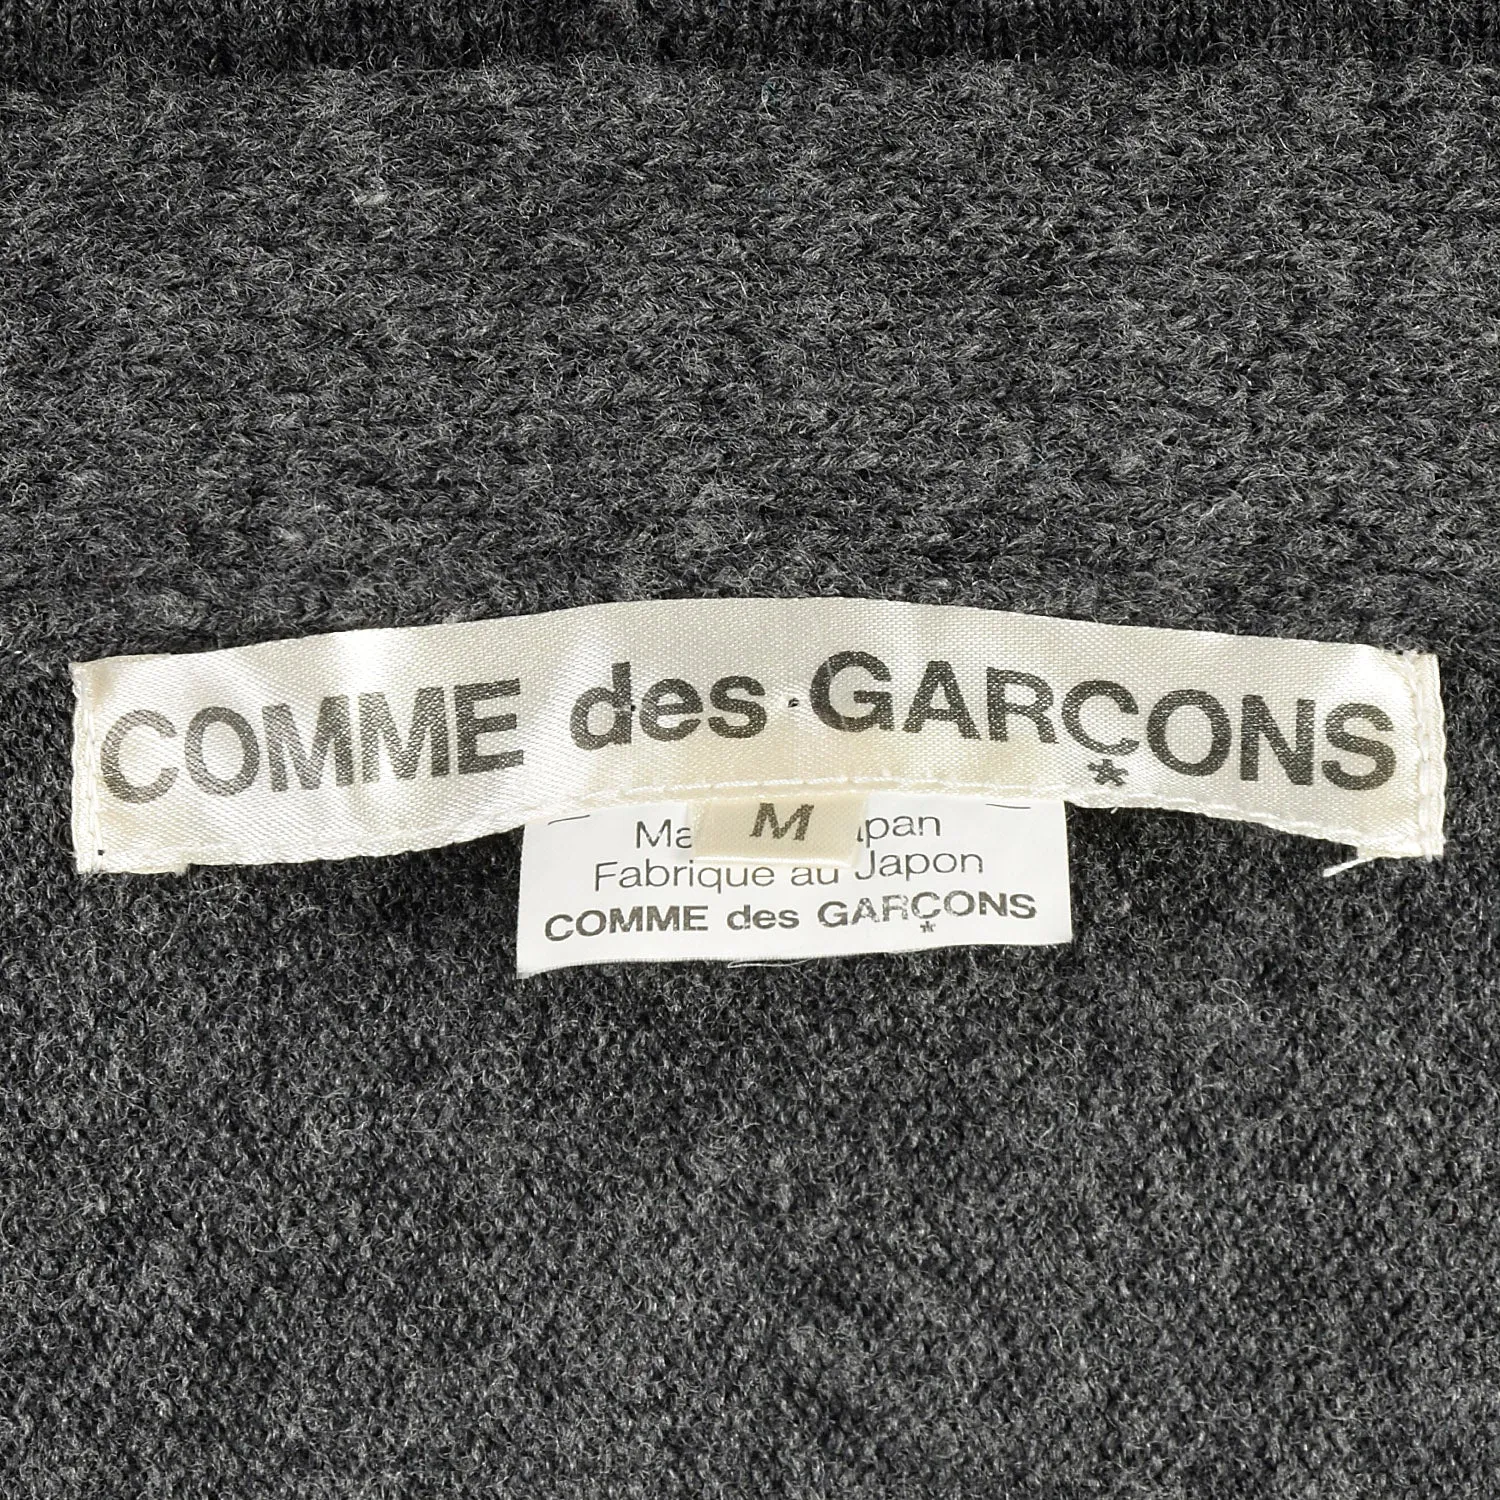 COMME des GARÇONS
M
Fabrique au Japon
COMME des GARÇONS